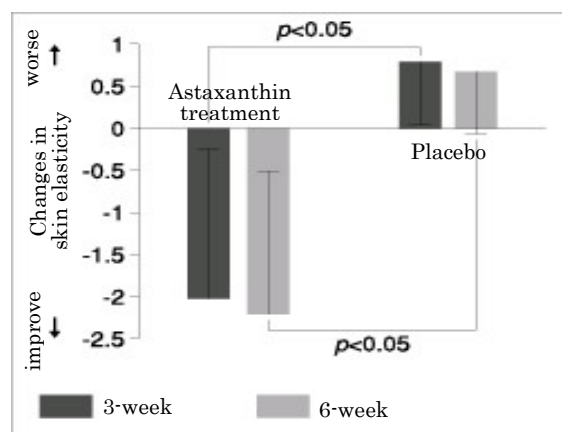 p<0.05
worse
1
0.5
0
-0.5
-1
-1.5
-2
-2.5
improve
Changes in
skin elasticity
Astaxanthin
treatment
Placebo
p<0.05
3-week
6-week